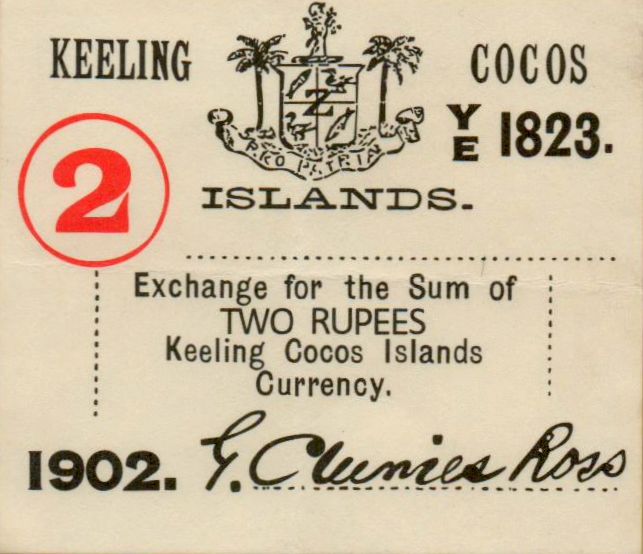 KEELING COCOS
Z
YE 1823.
2
PRO PATRIA
ISLANDS.
Exchange for the Sum of
TWO RUPEES
Keeling Cocos Islands
Currency.
1902. G. Clunies Ross